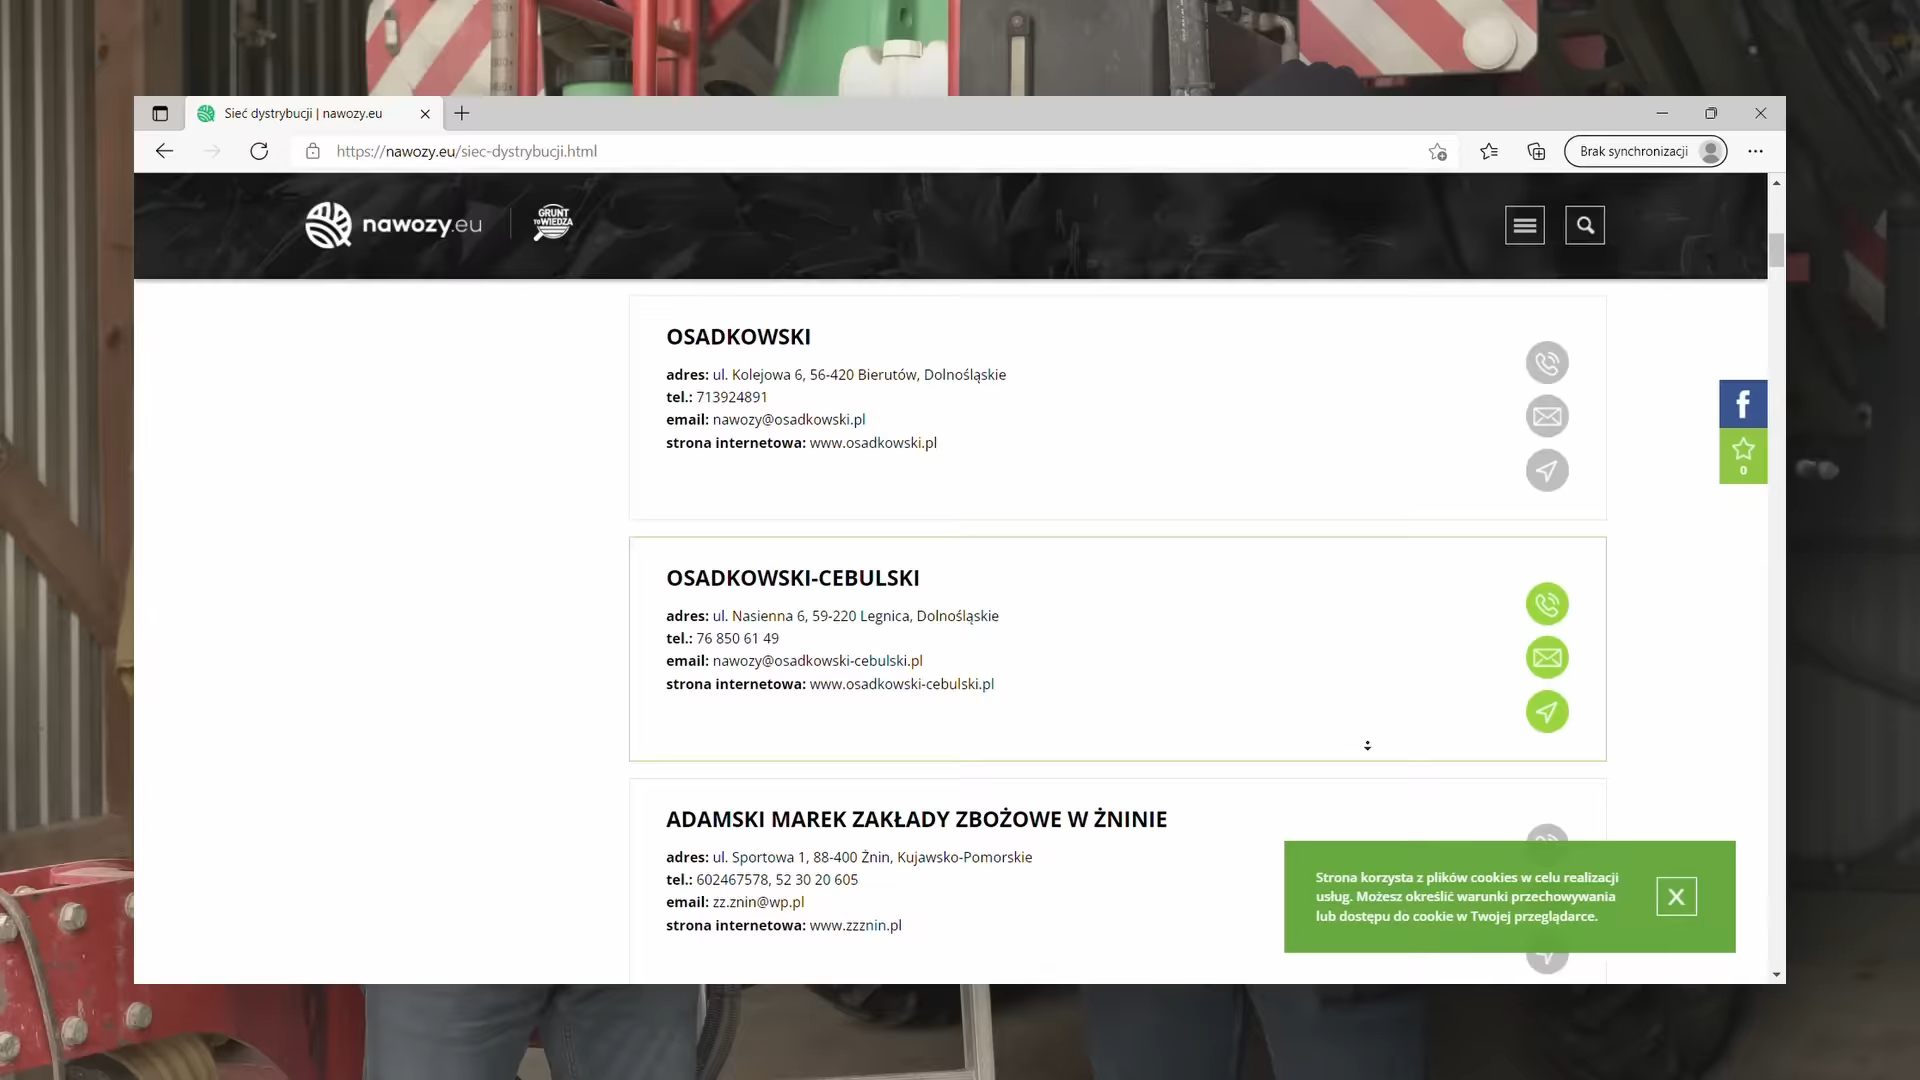 Sieć dystrybucji | nawozy.eu
https://nawozy.eu/siec-dystrybucji.html
Brak synchronizacji
nawozy.eu
GRUNT
TO WIEDZA
OSADKOWSKI
adres: ul. Kolejowa 6, 56-420 Bierutów, Dolnośląskie
tel.: 713924891
email: nawozy@osadkowski.pl
strona internetowa: www.osadkowski.pl
f
0
OSADKOWSKI-CEBULSKI
adres: ul. Nasienna 6, 59-220 Legnica, Dolnośląskie
tel.: 76 850 61 49
email: nawozy@osadkowski-cebulski.pl
strona internetowa: www.osadkowski-cebulski.pl
ADAMSKI MAREK ZAKŁADY ZBOŻOWE W ŻNINIE
adres: ul. Sportowa 1, 88-400 Żnin, Kujawsko-Pomorskie
tel.: 602467578, 52 30 20 605
email: zz.znin@wp.pl
strona internetowa: www.zzznin.pl
Strona korzysta z plików cookies w celu realizacji
usług. Możesz określić warunki przechowywania
lub dostępu do cookie w Twojej przeglądarce.
X